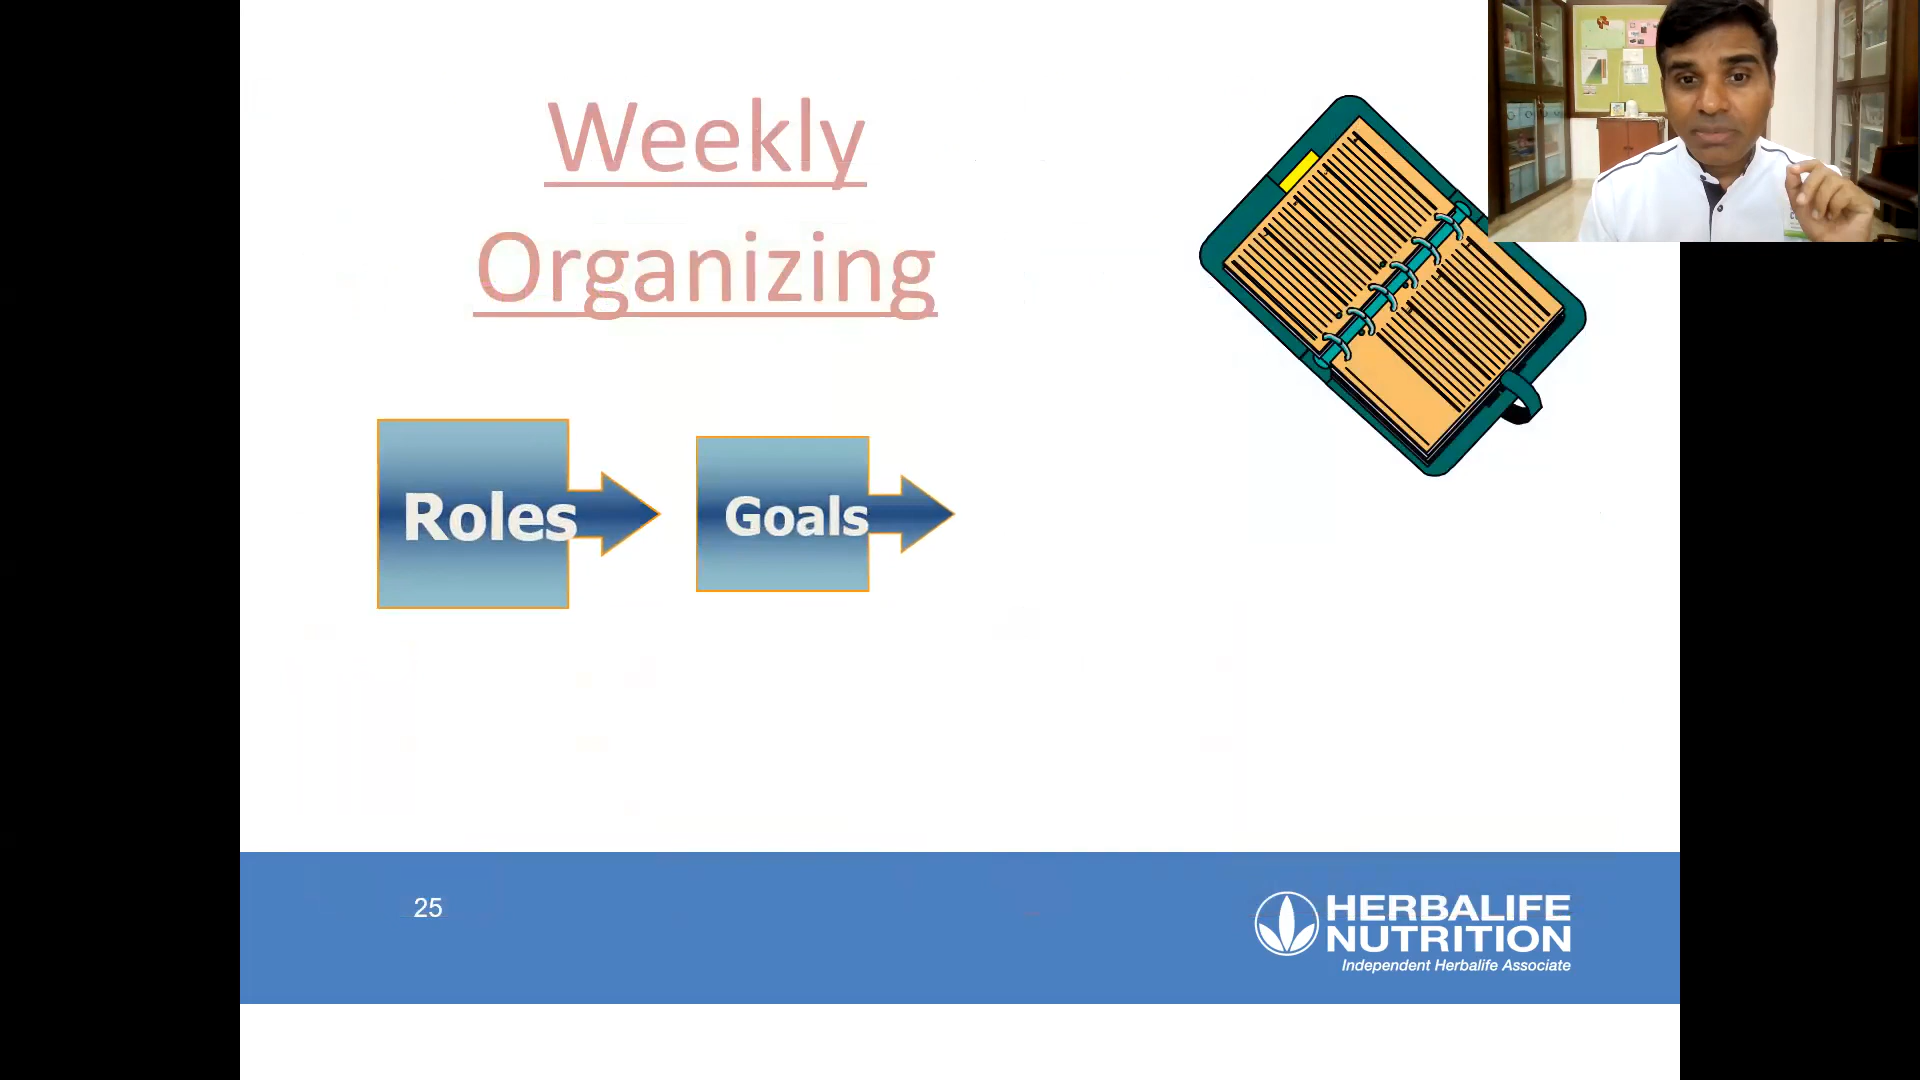 Weekly
Organizing
Roles
Goals
25
HERBALIFE
NUTRITION
Independent Herbalife Associate